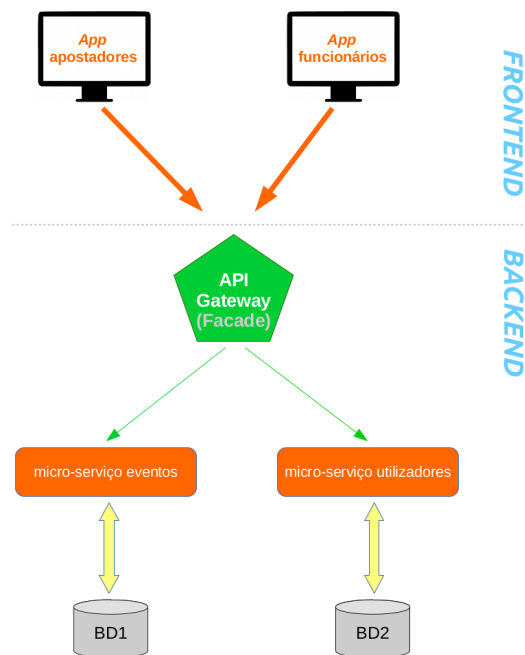 App
apostadores
App
funcionários
FRONTEND
BACKEND
API
Gateway
(Facade)
micro-serviço eventos
micro-serviço utilizadores
BD1
BD2